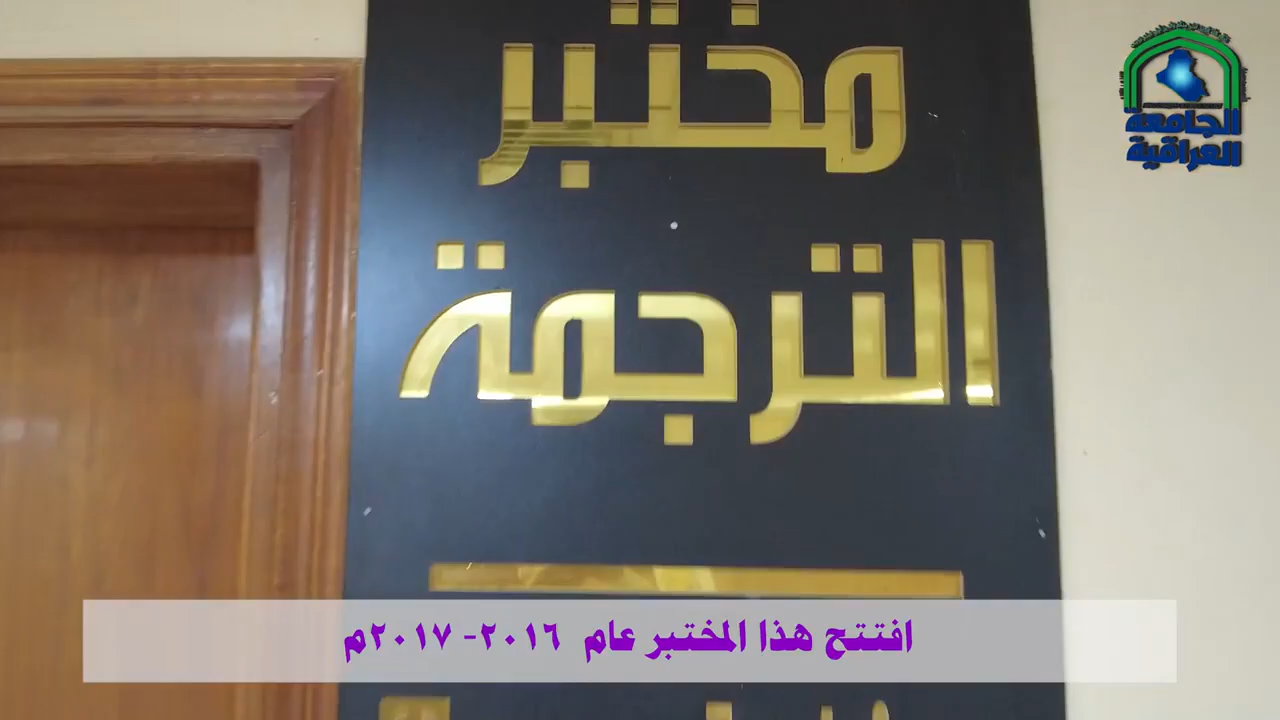 مختبر
الترجمة
الجامعة
العراقية
افتتح هذا المختبر عام ٢٠١٦- ٢٠١٧م